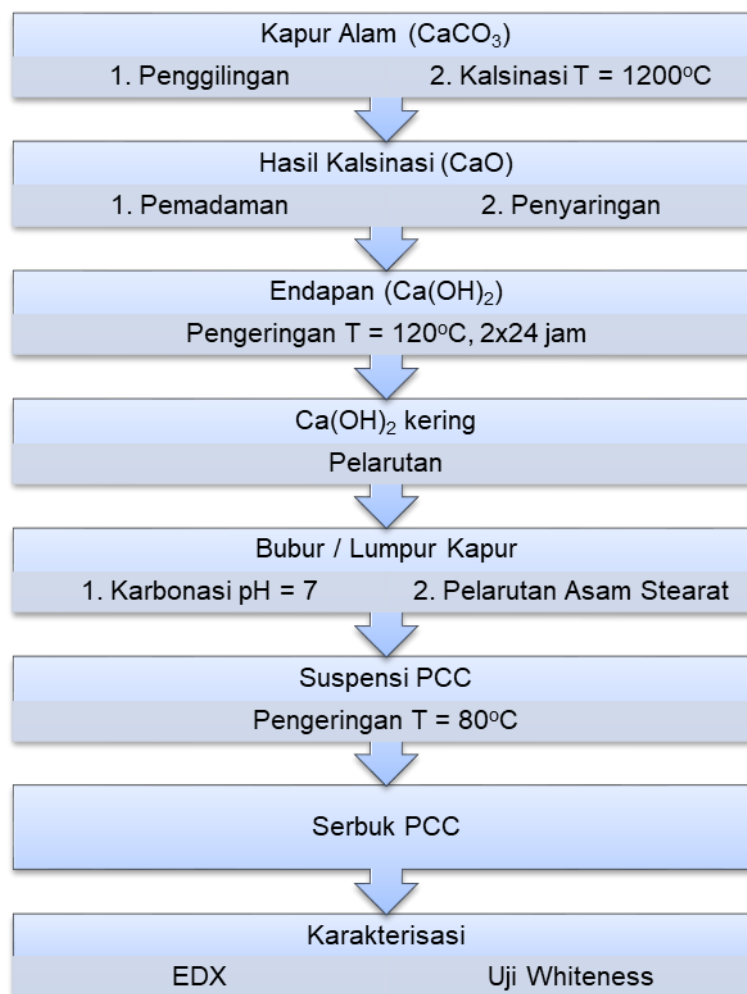 Kapur Alam (CaCO₃)
1. Penggilingan 2. Kalsinasi T = 1200°C
Hasil Kalsinasi (CaO)
1. Pemadaman 2. Penyaringan
Endapan (Ca(OH)₂)
Pengeringan T = 120°C, 2x24 jam
Ca(OH)₂ kering
Pelarutan
Bubur / Lumpur Kapur
1. Karbonasi pH = 7 2. Pelarutan Asam Stearat
Suspensi PCC
Pengeringan T = 80°C
Serbuk PCC
Karakterisasi
EDX Uji Whiteness